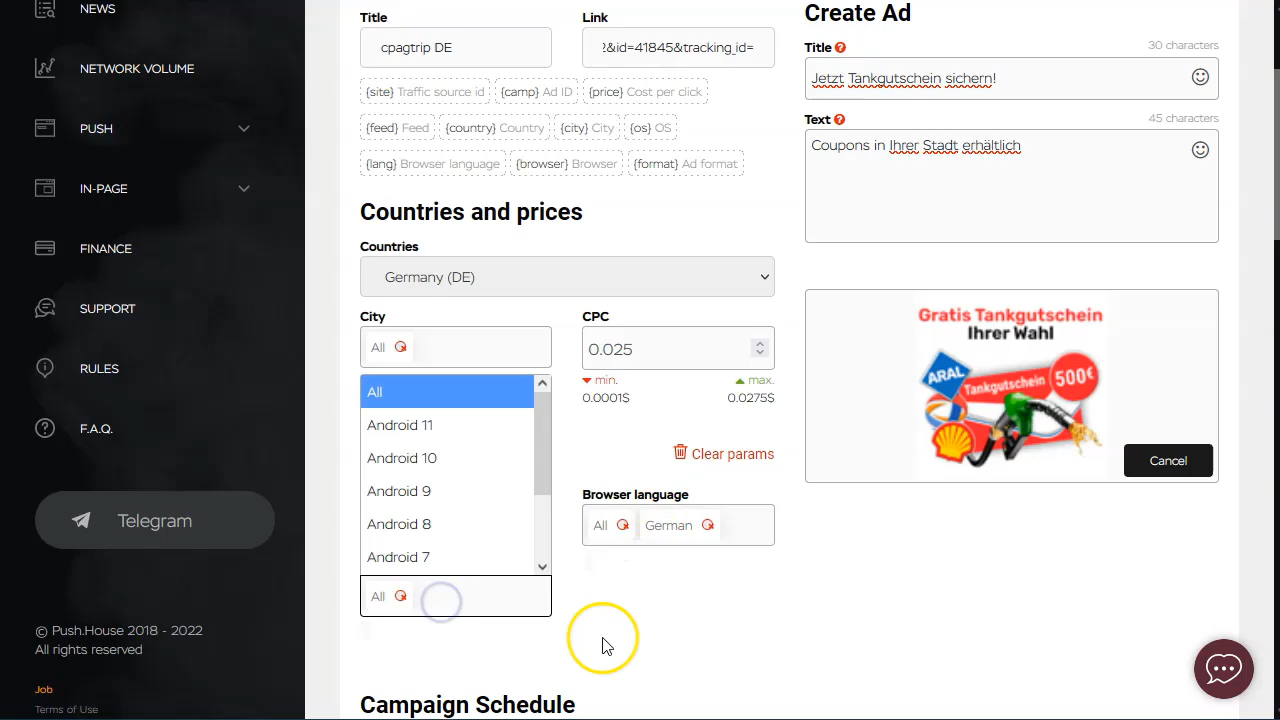 NEWS
NETWORK VOLUME
PUSH
IN-PAGE
FINANCE
SUPPORT
RULES
F.A.Q.
Telegram
© Push.House 2018 - 2022
All rights reserved
Job
Terms of Use
Title
Link
cpagtrip DE
&id=41845&tracking_id=
{site} Traffic source id
{camp} Ad ID
{price} Cost per click
{feed} Feed
{country} Country
{city} City
{os} OS
{lang} Browser language
{browser} Browser
{format} Ad format
Countries and prices
Countries
Germany (DE)
City
CPC
All
0.025
min.
max.
0.0001$
0.0275$
All
Android 11
Android 10
Android 9
Android 8
Android 7
Clear params
Browser language
All
German
All
Campaign Schedule
Create Ad
Title ?
30 characters
Jetzt Tankgutschein sichern!
Text ?
45 characters
Coupons in Ihrer Stadt erhältlich
Gratis Tankgutschein
Ihrer Wahl
ARAL
Tankgutschein 500€
Shell
Cancel